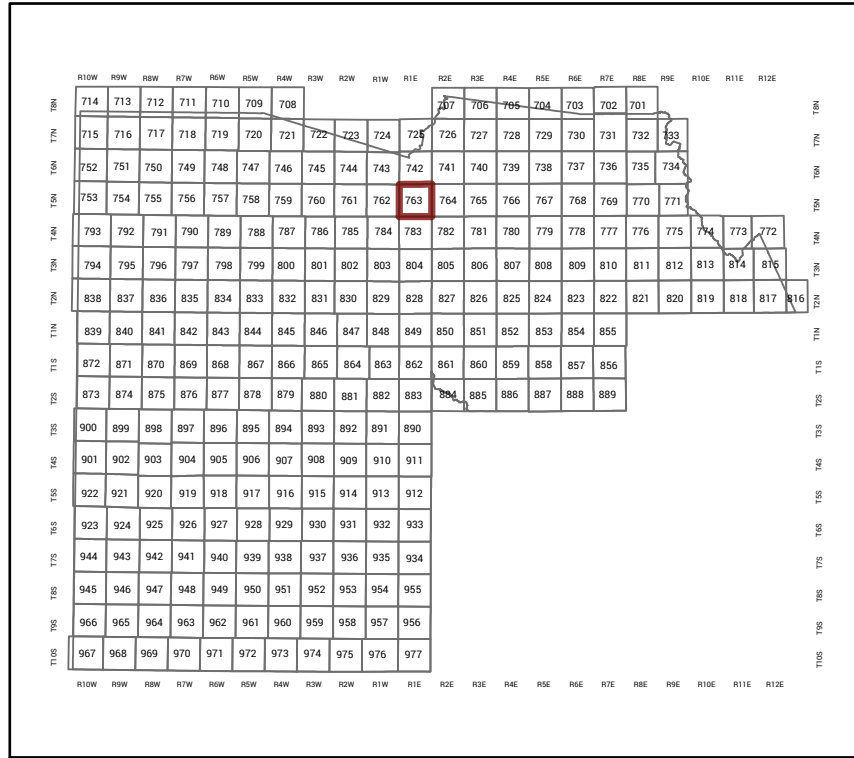 R10W R9W R8W R7W R6W R5W R4W R3W R2W R1W R1E R2E R3E R4E R5E R6E R7E R8E R9E R10E R11E R12E
T8N 714 713 712 711 710 709 708 707 706 705 704 703 702 701 T8N
T7N 715 716 717 718 719 720 721 722 723 724 725 726 727 728 729 730 731 732 733 T7N
T6N 752 751 750 749 748 747 746 745 744 743 742 741 740 739 738 737 736 735 734 T6N
T5N 753 754 755 756 757 758 759 760 761 762 763 764 765 766 767 768 769 770 771 T5N
T4N 793 792 791 790 789 788 787 786 785 784 783 782 781 780 779 778 777 776 775 774 773 772 T4N
T3N 794 795 796 797 798 799 800 801 802 803 804 805 806 807 808 809 810 811 812 813 814 815 T3N
T2N 838 837 836 835 834 833 832 831 830 829 828 827 826 825 824 823 822 821 820 819 818 817 816 T2N
T1N 839 840 841 842 843 844 845 846 847 848 849 850 851 852 853 854 855 T1N
T1S 872 871 870 869 868 867 866 865 864 863 862 861 860 859 858 857 856 T1S
T2S 873 874 875 876 877 878 879 880 881 882 883 884 885 886 887 888 889 T2S
T3S 900 899 898 897 896 895 894 893 892 891 890 T3S
T4S 901 902 903 904 905 906 907 908 909 910 911 T4S
T5S 922 921 920 919 918 917 916 915 914 913 912 T5S
T6S 923 924 925 926 927 928 929 930 931 932 933 T6S
T7S 944 943 942 941 940 939 938 937 936 935 934 T7S
T8S 945 946 947 948 949 950 951 952 953 954 955 T8S
T9S 966 965 964 963 962 961 960 959 958 957 956 T9S
T10S 967 968 969 970 971 972 973 974 975 976 977 T10S
R10W R9W R8W R7W R6W R5W R4W R3W R2W R1W R1E R2E R3E R4E R5E R6E R7E R8E R9E R10E R11E R12E